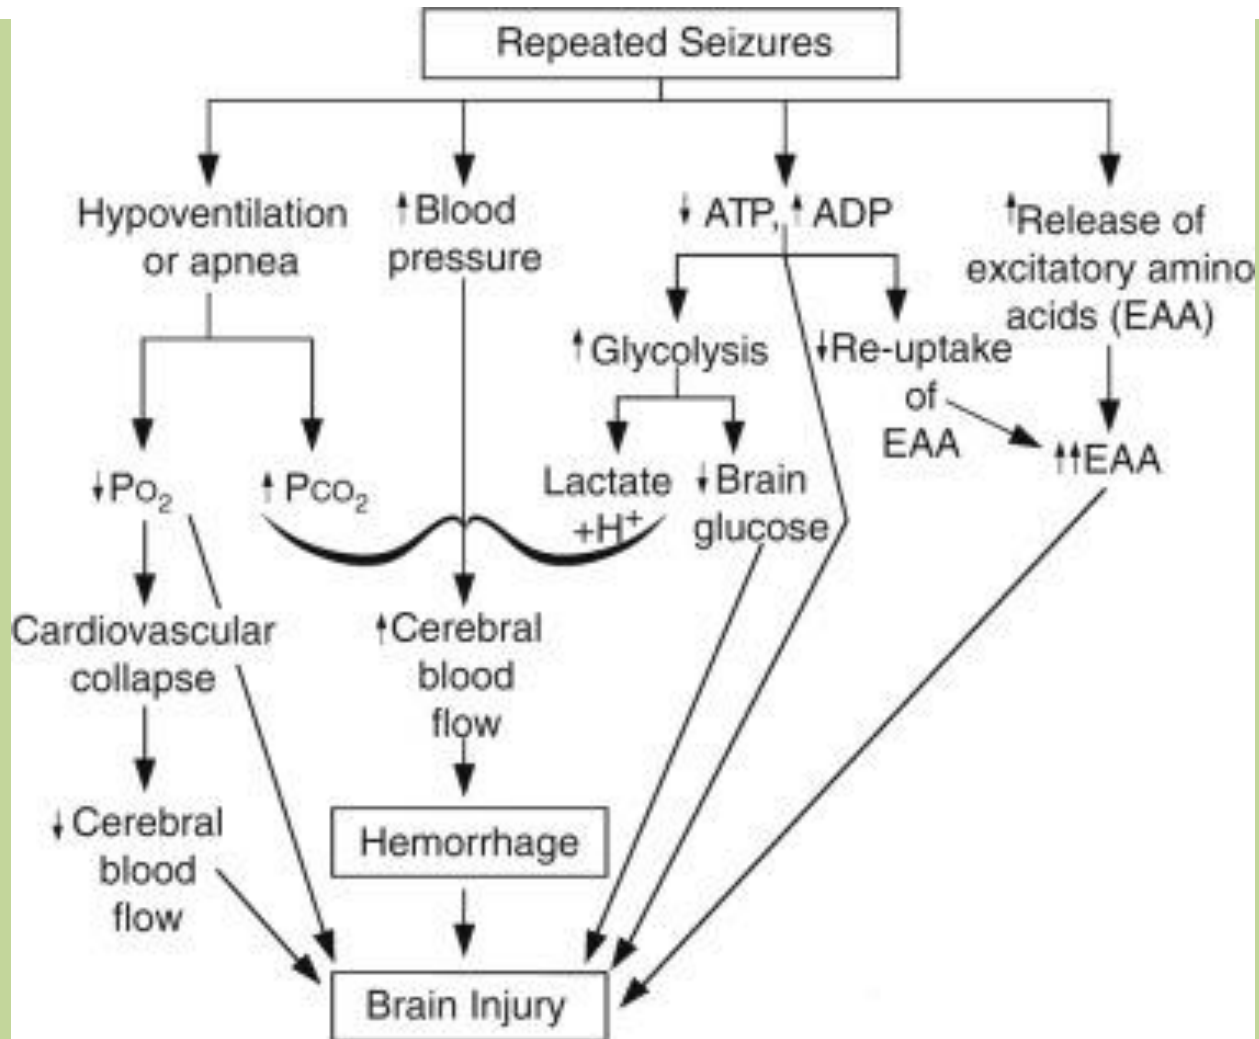 Repeated Seizures
Hypoventilation
or apnea
↑Blood
pressure
↓ ATP, ↑ ADP
↑Release of
excitatory amino
acids (EAA)
↑Glycolysis
↓Re-uptake
of
EAA
↓PO₂
↑ PCO₂
Lactate
+H⁺
↓Brain
glucose
↑↑EAA
Cardiovascular
collapse
↑Cerebral
blood
flow
↓Cerebral
blood
flow
Hemorrhage
Brain Injury